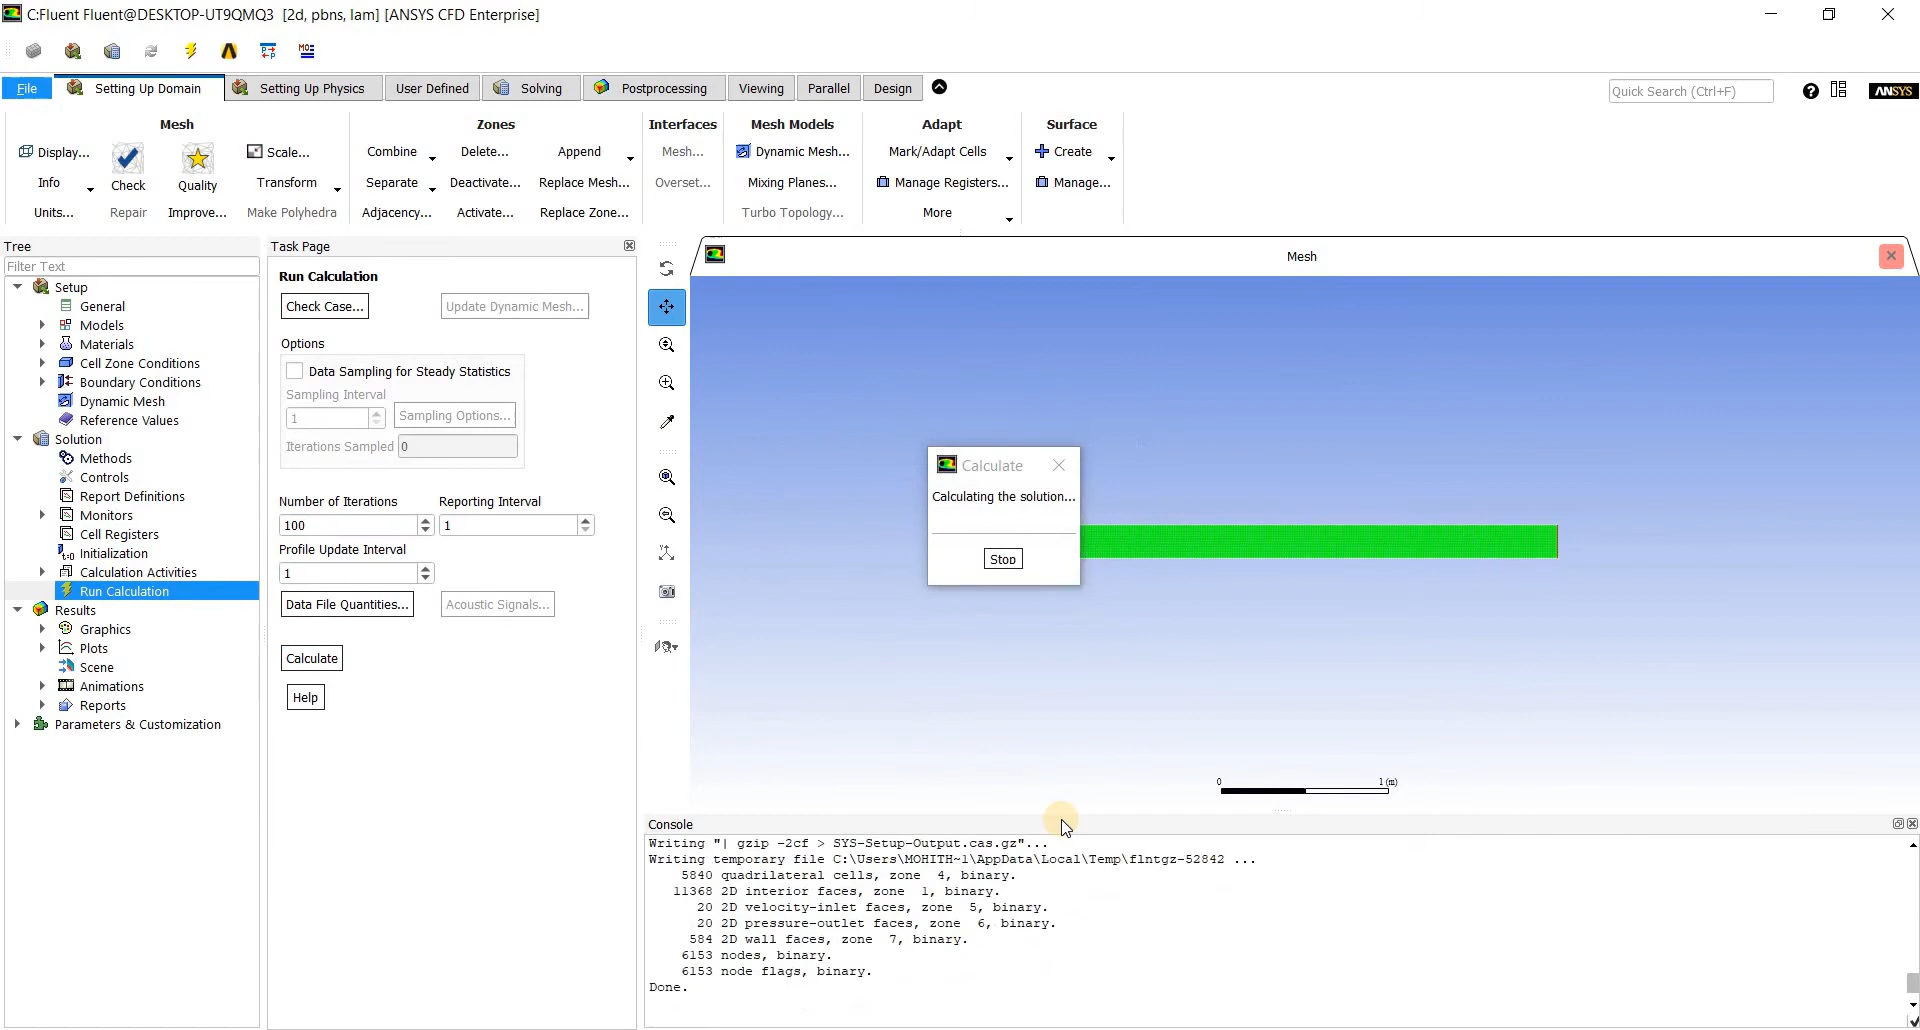 C:Fluent Fluent@DESKTOP-UT9QMQ3 [2d, pbns, lam] [ANSYS CFD Enterprise]
File Setting Up Domain Setting Up Physics User Defined Solving Postprocessing Viewing Parallel Design Quick Search (Ctrl+F) ANSYS
Mesh Zones Interfaces Mesh Models Adapt Surface
Display... Scale... Combine Delete... Append Mesh... Dynamic Mesh... Mark/Adapt Cells Create
Info Check Quality Transform Separate Deactivate... Replace Mesh... Overset... Mixing Planes... Manage Registers... Manage...
Units... Repair Improve... Make Polyhedra Adjacency... Activate... Replace Zone... Turbo Topology... More
Tree
Filter Text
Setup
General
Models
Materials
Cell Zone Conditions
Boundary Conditions
Dynamic Mesh
Reference Values
Solution
Methods
Controls
Report Definitions
Monitors
Cell Registers
Initialization
Calculation Activities
Run Calculation
Results
Graphics
Plots
Scene
Animations
Reports
Parameters & Customization
Task Page
Run Calculation
Check Case... Update Dynamic Mesh...
Options
Data Sampling for Steady Statistics
Sampling Interval
1 Sampling Options...
Iterations Sampled 0
Number of Iterations Reporting Interval
100 1
Profile Update Interval
1
Data File Quantities... Acoustic Signals...
Calculate
Help
Mesh
Calculate
Calculating the solution...
Stop
0 1 (m)
Console
Writing "| gzip -2cf > SYS-Setup-Output.cas.gz"...
Writing temporary file C:\Users\MOHITH~1\AppData\Local\Temp\flntgz-52842 ...
5840 quadrilateral cells, zone 4, binary.
11368 2D interior faces, zone 1, binary.
20 2D velocity-inlet faces, zone 5, binary.
20 2D pressure-outlet faces, zone 6, binary.
584 2D wall faces, zone 7, binary.
6153 nodes, binary.
6153 node flags, binary.
Done.